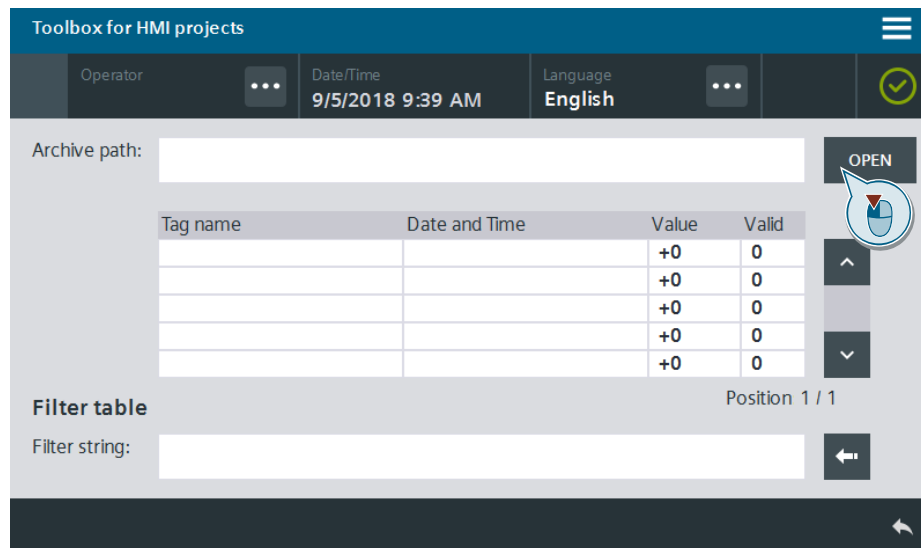 Toolbox for HMI projects
Operator
Date/Time
9/5/2018 9:39 AM
Language
English
Archive path:
OPEN
Tag name Date and Time Value Valid
+0 0
+0 0
+0 0
+0 0
+0 0
Position 1 / 1
Filter table
Filter string: